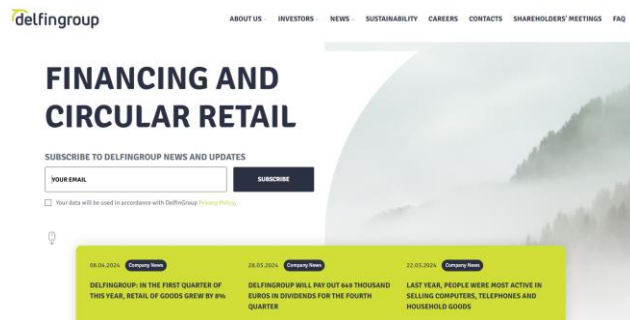 delfingroup
ABOUT US INVESTORS NEWS SUSTAINABILITY CAREERS CONTACTS SHAREHOLDERS' MEETINGS FAQ
FINANCING AND
CIRCULAR RETAIL
SUBSCRIBE TO DELFINGROUP NEWS AND UPDATES
YOUR EMAIL
SUBSCRIBE
Your data will be used in accordance with DelfinGroup Privacy Policy.
08.04.2024 Company News
DELFINGROUP: IN THE FIRST QUARTER OF
THIS YEAR, RETAIL OF GOODS GREW BY 8%
28.03.2024 Company News
DELFINGROUP WILL PAY OUT 649 THOUSAND
EUROS IN DIVIDENDS FOR THE FOURTH
QUARTER
22.03.2024 Company News
LAST YEAR, PEOPLE WERE MOST ACTIVE IN
SELLING COMPUTERS, TELEPHONES AND
HOUSEHOLD GOODS